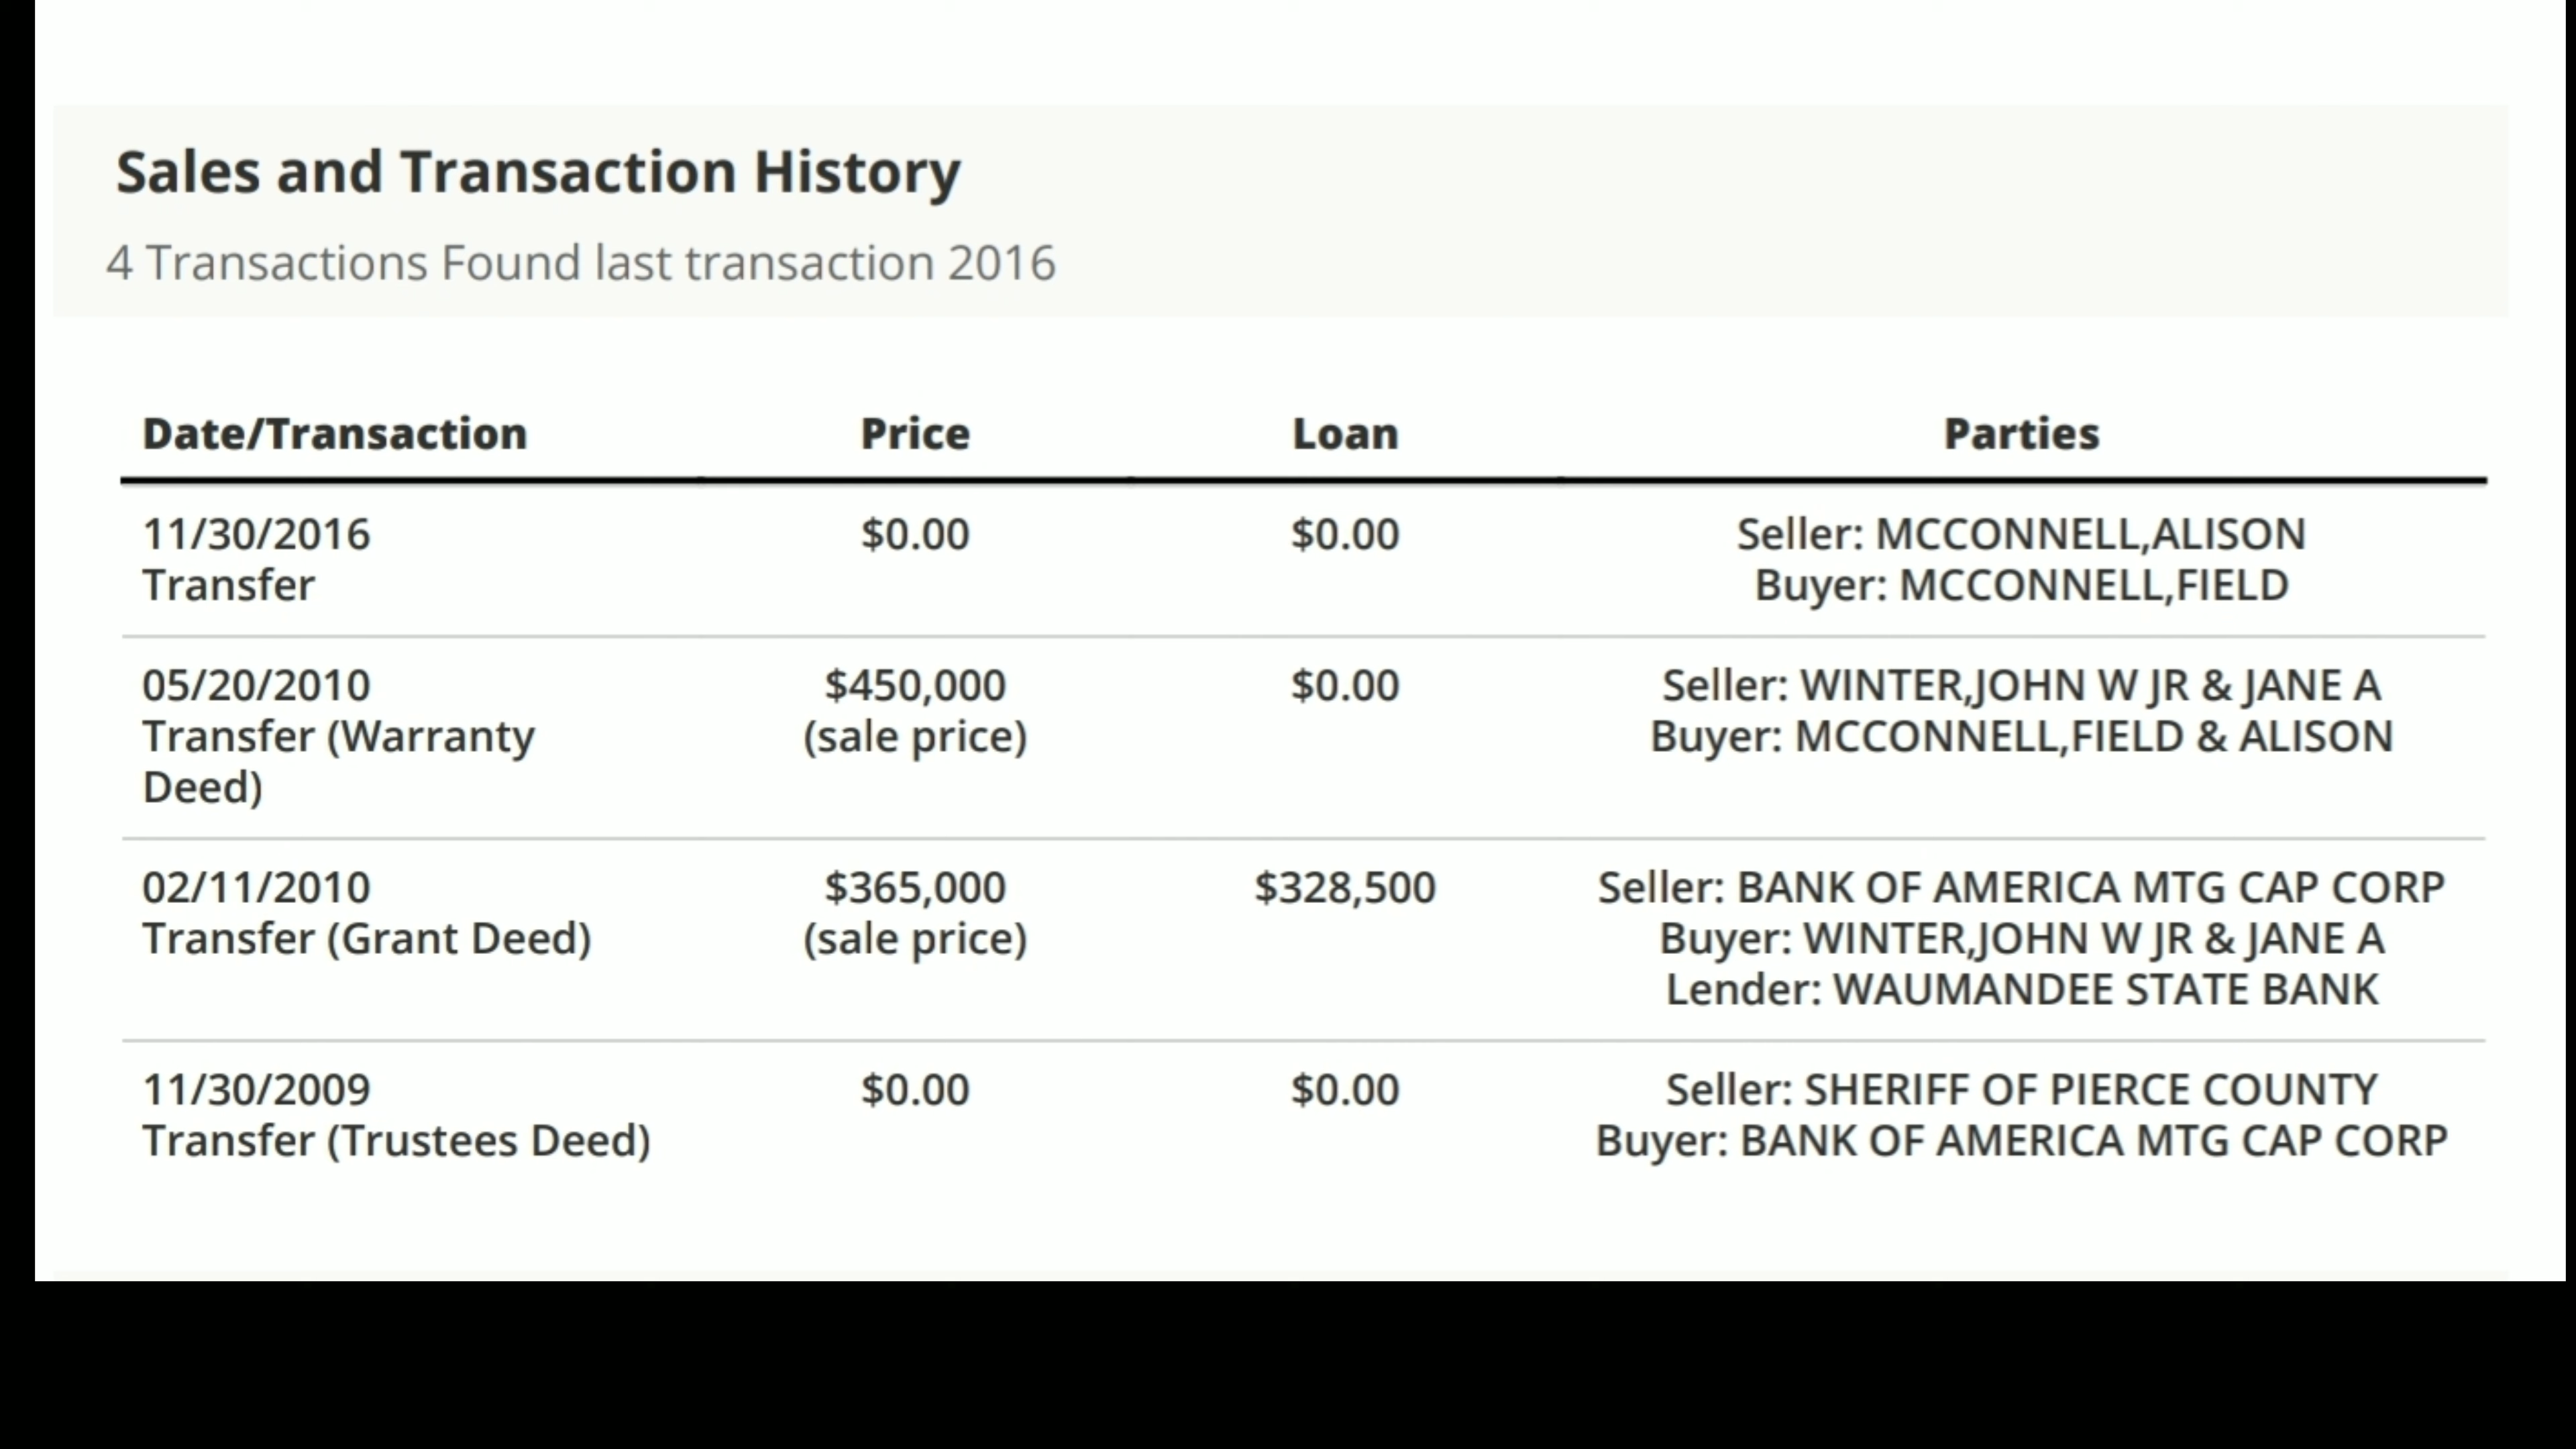 Sales and Transaction History
4 Transactions Found last transaction 2016
Date/Transaction Price Loan Parties
11/30/2016 $0.00 $0.00 Seller: MCCONNELL,ALISON
Transfer Buyer: MCCONNELL,FIELD
05/20/2010 $450,000 $0.00 Seller: WINTER,JOHN W JR & JANE A
Transfer (Warranty (sale price) Buyer: MCCONNELL,FIELD & ALISON
Deed)
02/11/2010 $365,000 $328,500 Seller: BANK OF AMERICA MTG CAP CORP
Transfer (Grant Deed) (sale price) Buyer: WINTER,JOHN W JR & JANE A
Lender: WAUMANDEE STATE BANK
11/30/2009 $0.00 $0.00 Seller: SHERIFF OF PIERCE COUNTY
Transfer (Trustees Deed) Buyer: BANK OF AMERICA MTG CAP CORP